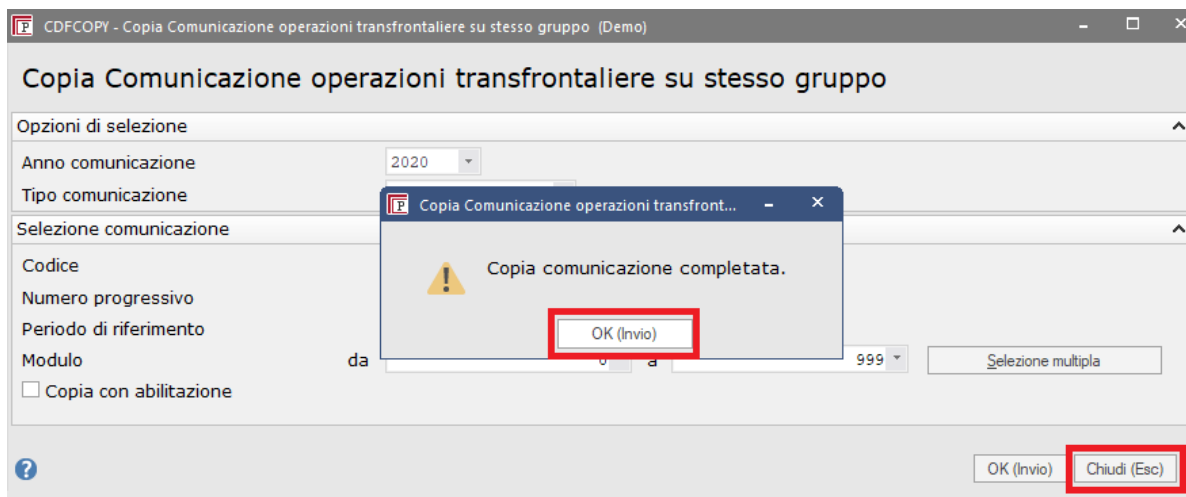 CDFCOPY - Copia Comunicazione operazioni transfrontaliere su stesso gruppo (Demo)
Copia Comunicazione operazioni transfrontaliere su stesso gruppo
Opzioni di selezione
Anno comunicazione 2020
Tipo comunicazione
Copia Comunicazione operazioni transfront...
Selezione comunicazione
Copia comunicazione completata.
Codice
Numero progressivo
Periodo di riferimento
OK (Invio)
Modulo da a 999 Selezione multipla
Copia con abilitazione
OK (Invio) Chiudi (Esc)